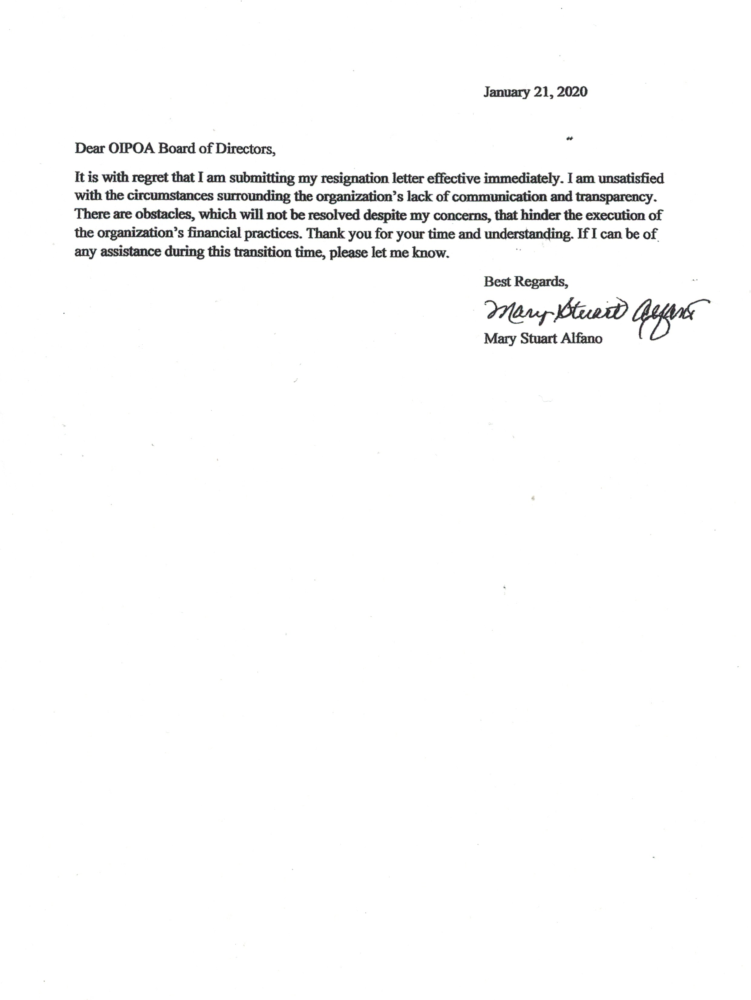 January 21, 2020
Dear OIPOA Board of Directors,
It is with regret that I am submitting my resignation letter effective immediately. I am unsatisfied
with the circumstances surrounding the organization's lack of communication and transparency.
There are obstacles, which will not be resolved despite my concerns, that hinder the execution of
the organization's financial practices. Thank you for your time and understanding. If I can be of
any assistance during this transition time, please let me know.
Best Regards,
Mary Stuart Alfano
Mary Stuart Alfano